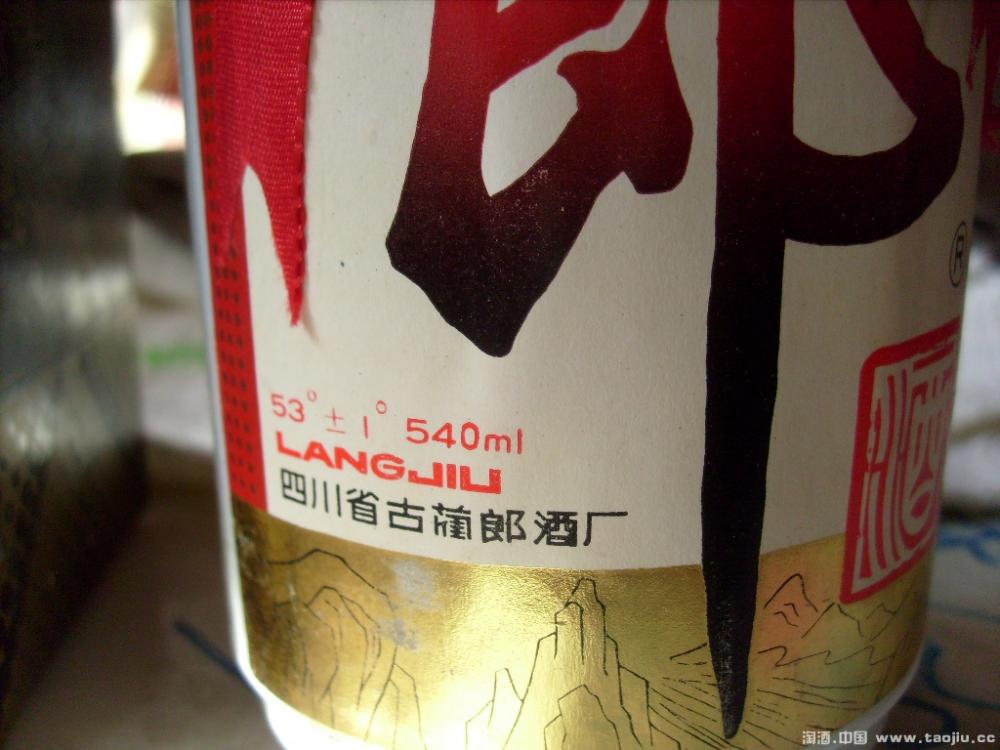 郎
®
酒
53°±1° 540ml
LANGJIU
四川省古蔺郎酒厂
淘酒.中国 www.taojiu.cc